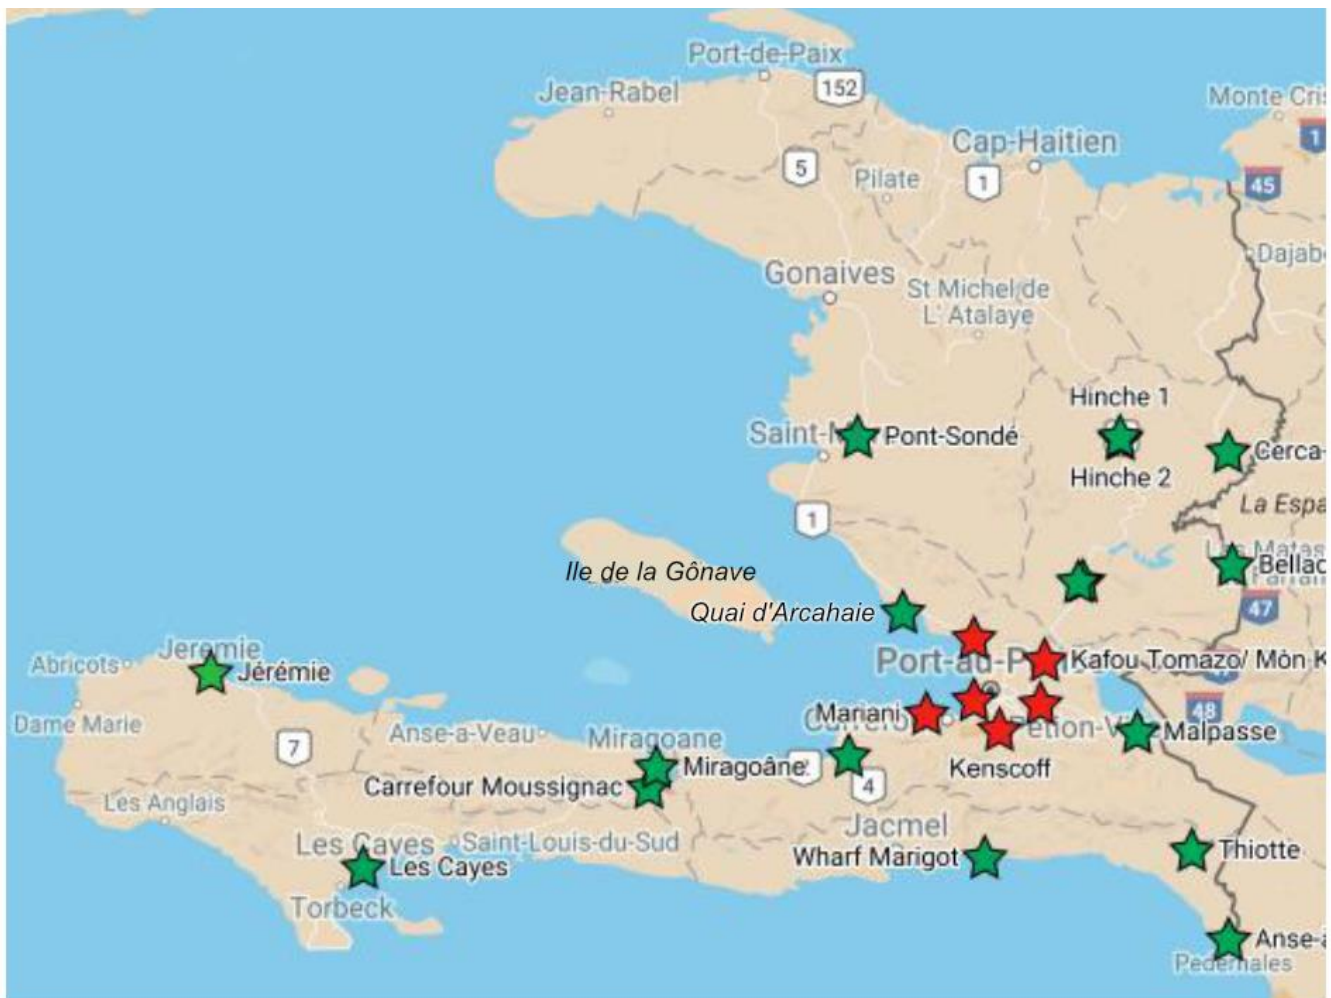 Port-de-Paix
152
Jean-Rabel
Monte Cris
1
Cap-Haitien
5
Pilate
1
45
Dajab
Gonaives
St Michel de
L' Atalaye
Hinche 1
Saint-M
Pont-Sondé
Cerca-
Hinche 2
La Espa
1
Ile de la Gônave
Bellac
Quai d'Arcahaie
47
Jeremie
Abricots
Jérémie
Port-au-P
Kafou Tomazo/ Mòn K
Dame Marie
7
Anse-a-Veau
Miragoane
Mariani
Petion-V
48
Malpasse
Miragoâne
Kenscoff
Carrefour Moussignac
4
Les Anglais
Jacmel
Les Cayes
Saint-Louis-du-Sud
Wharf Marigot
Thiotte
Les Cayes
Torbeck
Anse-à
Pedernales